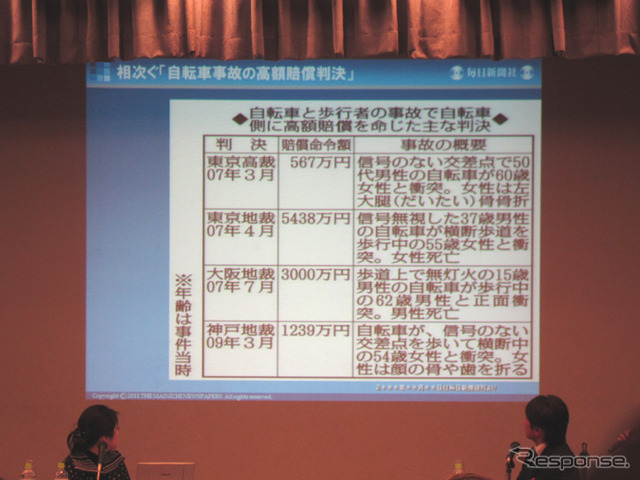 相次ぐ「自転車事故の高額賠償判決」
毎日新聞社
◆自転車と歩行者の事故で自転車◆
側に高額賠償を命じた主な判決
判決 賠償命令額 事故の概要
東京高裁
07年3月
567万円
信号のない交差点で50
代男性の自転車が60歳
女性と衝突。女性は左
大腿(だいたい)骨骨折
東京地裁
07年4月
5438万円
信号無視した37歳男性
の自転車が横断歩道を
歩行中の55歳女性と衝
突。女性死亡
大阪地裁
07年7月
3000万円
歩道上で無灯火の15歳
男性の自転車が歩行中
の62歳男性と正面衝
突。男性死亡
神戸地裁
09年3月
1239万円
自転車が、信号のない
交差点を歩いて横断中
の54歳女性と衝突。女
性は顔の骨や歯を折る
※年齢は事件当時
Copyright © 2011 THE MAINICHI NEWSPAPERS. All rights reserved.
Response.